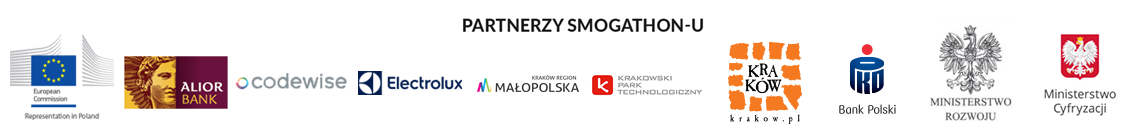 PARTNERZY SMOGATHON-U
European
Commission
Representation in Poland
ALIOR
BANK
codewise
Electrolux
KRAKÓW REGION
MAŁOPOLSKA
KRAKOWSKI
PARK
TECHNOLOGICZNY
KRA
KÓW
krakow.pl
PKO
Bank Polski
MINISTERSTWO
ROZWOJU
Ministerstwo
Cyfryzacji